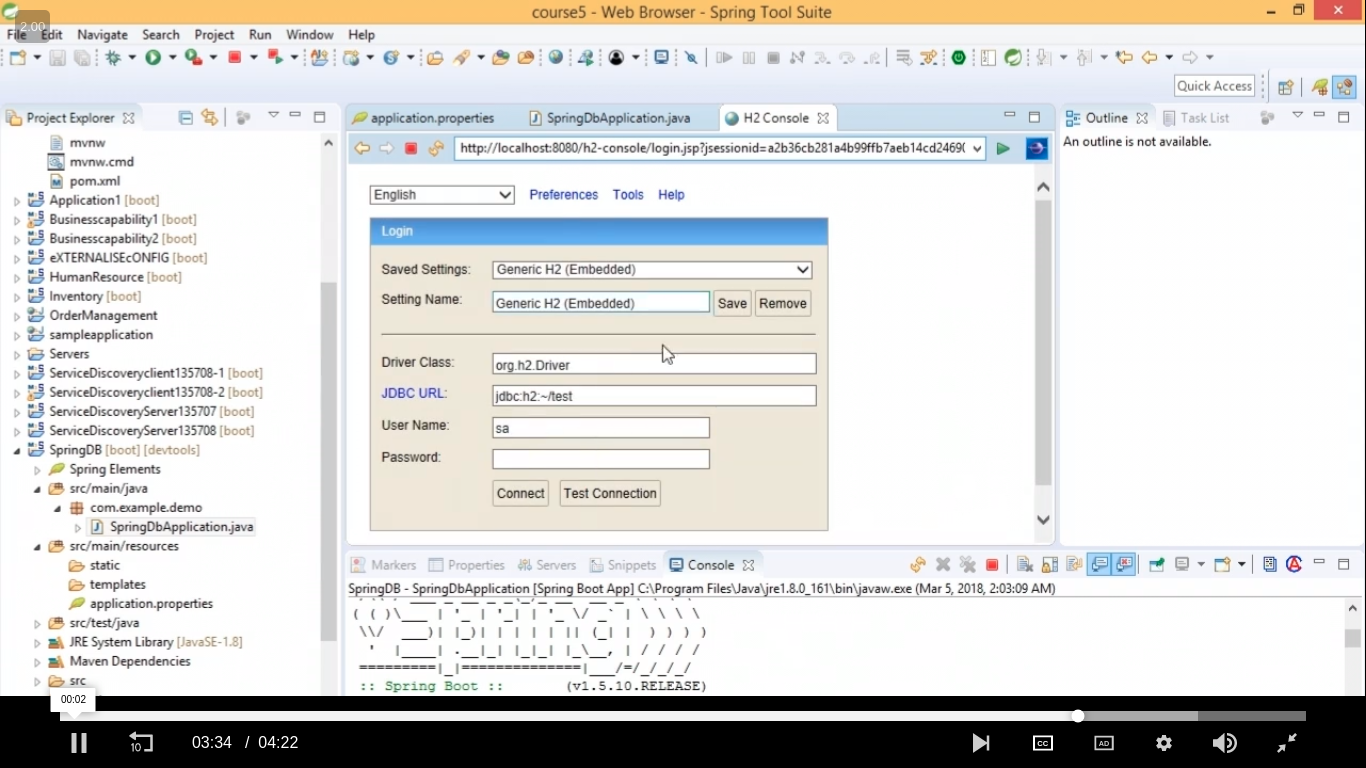 course5 - Web Browser - Spring Tool Suite
2.00
File Edit Navigate Search Project Run Window Help
Quick Access
Project Explorer
mvnw
mvnw.cmd
pom.xml
Application1 [boot]
Businesscapability1 [boot]
Businesscapability2 [boot]
eXTERNALISEcONFIG [boot]
HumanResource [boot]
Inventory [boot]
OrderManagement
sampleapplication
Servers
ServiceDiscoveryclient135708-1 [boot]
ServiceDiscoveryclient135708-2 [boot]
ServiceDiscoveryServer135707 [boot]
ServiceDiscoveryServer135708 [boot]
SpringDB [boot] [devtools]
Spring Elements
src/main/java
com.example.demo
SpringDbApplication.java
src/main/resources
static
templates
application.properties
src/test/java
JRE System Library [JavaSE-1.8]
Maven Dependencies
src
application.properties SpringDbApplication.java H2 Console
http://localhost:8080/h2-console/login.jsp?jsessionid=a2b36cb281a4b99ffb7aeb14cd2469(
English Preferences Tools Help
Login
Saved Settings: Generic H2 (Embedded)
Setting Name: Generic H2 (Embedded) Save Remove
Driver Class: org.h2.Driver
JDBC URL: jdbc:h2:~/test
User Name: sa
Password:
Connect Test Connection
Outline Task List
An outline is not available.
Markers Properties Servers Snippets Console
SpringDB - SpringDbApplication [Spring Boot App] C:\Program Files\Java\jre1.8.0_161\bin\javaw.exe (Mar 5, 2018, 2:03:09 AM)
:: Spring Boot :: (v1.5.10.RELEASE)
00:02
10 03:34 / 04:22 CC AD